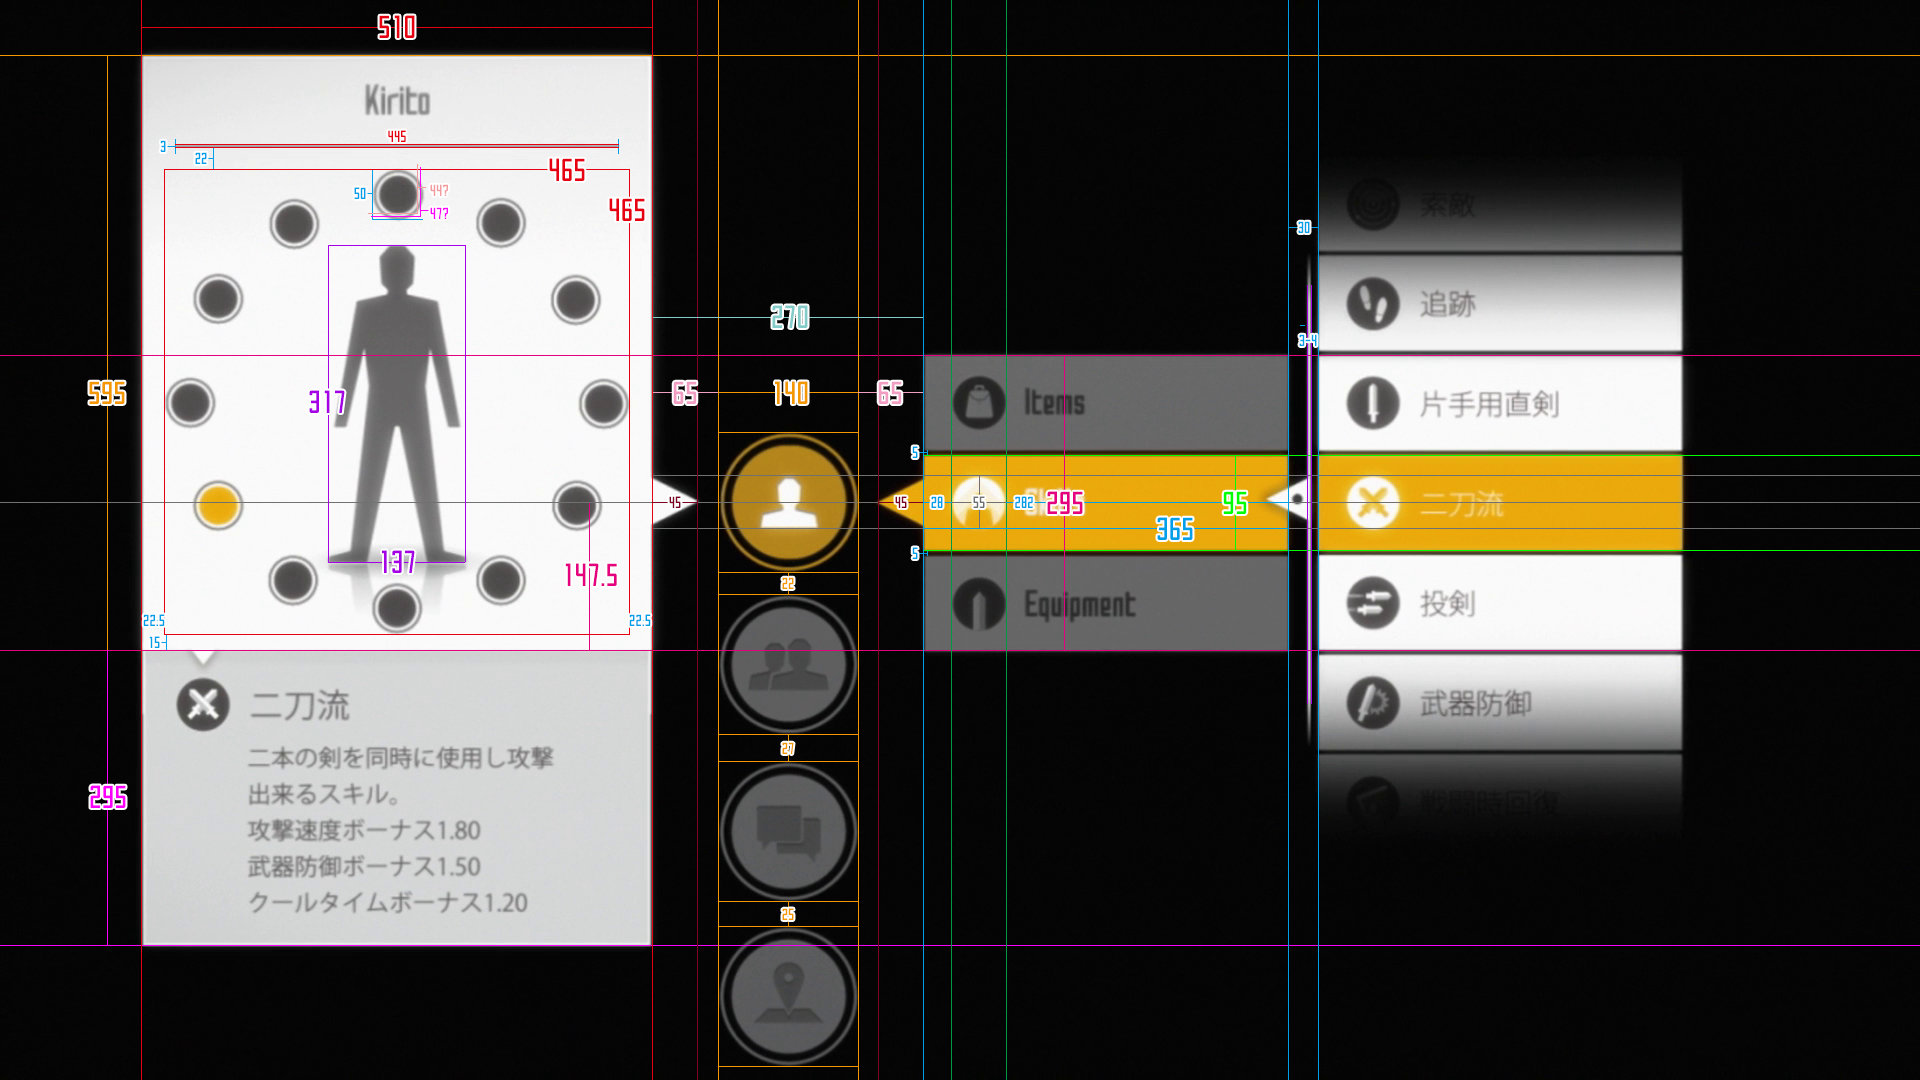 510
Kirito
445
3
22
465
50
44?
47?
465
595
317
137
147.5
22.5
22.5
15
二刀流
二本の剣を同時に使用し攻撃
出来るスキル。
攻撃速度ボーナス1.80
武器防御ボーナス1.50
クールタイムボーナス1.20
295
270
65
140
65
45
22
27
25
Items
5
45
28
55
282
295
95
365
5
Equipment
30
3-4
索敵
追跡
片手用直剣
二刀流
投剣
武器防御
戦闘時回復